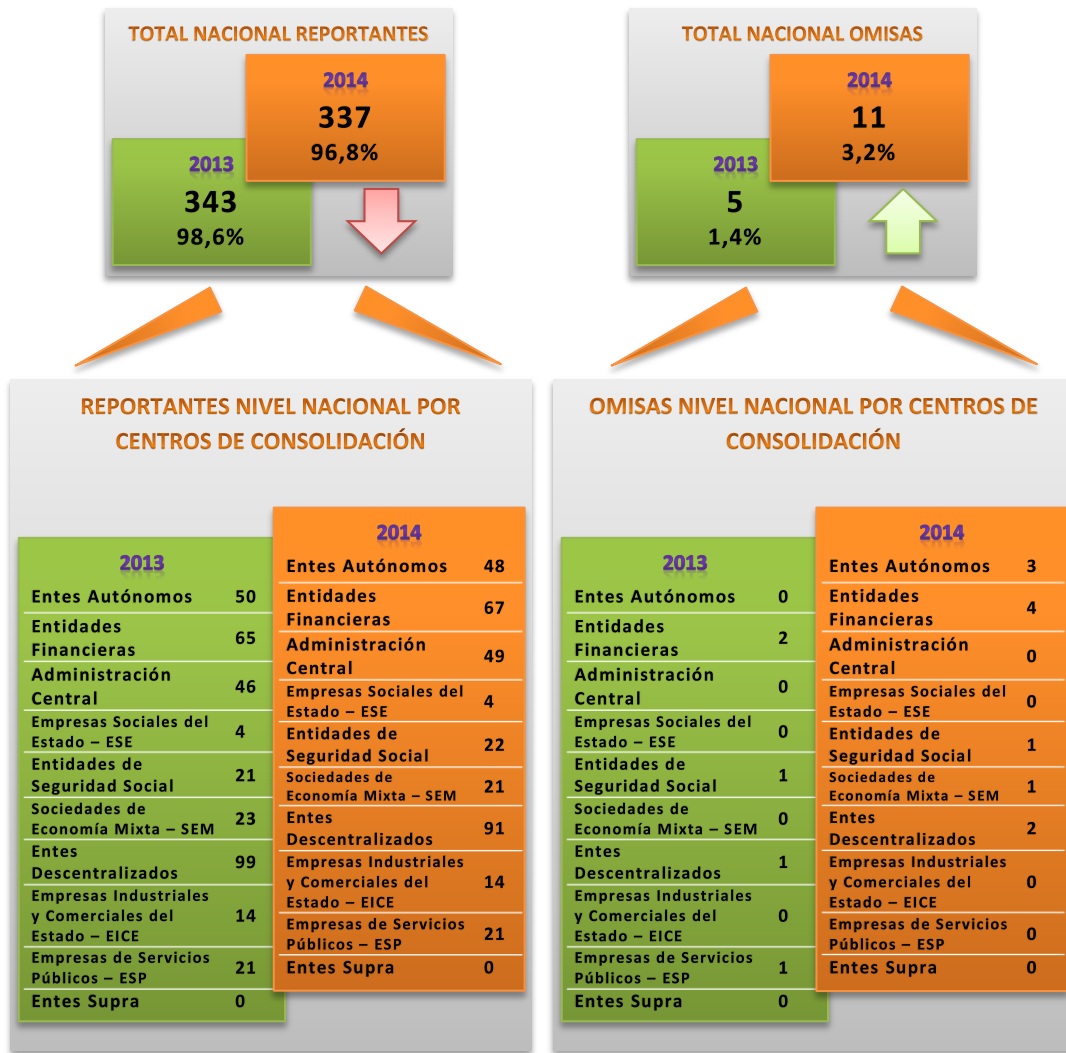 TOTAL NACIONAL REPORTANTES
2014
337
96,8%
2013
343
98,6%
TOTAL NACIONAL OMISAS
2014
11
3,2%
2013
5
1,4%
REPORTANTES NIVEL NACIONAL POR
CENTROS DE CONSOLIDACIÓN
2013
Entes Autónomos 50
Entidades
Financieras 65
Administración
Central 46
Empresas Sociales del
Estado – ESE 4
Entidades de
Seguridad Social 21
Sociedades de
Economía Mixta – SEM 23
Entes
Descentralizados 99
Empresas Industriales
y Comerciales del 14
Estado – EICE
Empresas de Servicios
Públicos – ESP 21
Entes Supra 0
2014
Entes Autónomos 48
Entidades
Financieras 67
Administración
Central 49
Empresas Sociales del
Estado – ESE 4
Entidades de
Seguridad Social 22
Sociedades de
Economía Mixta – SEM 21
Entes
Descentralizados 91
Empresas Industriales
y Comerciales del 14
Estado – EICE
Empresas de Servicios
Públicos – ESP 21
Entes Supra 0
OMISAS NIVEL NACIONAL POR CENTROS DE
CONSOLIDACIÓN
2013
Entes Autónomos 0
Entidades
Financieras 2
Administración
Central 0
Empresas Sociales del
Estado – ESE 0
Entidades de
Seguridad Social 1
Sociedades de
Economía Mixta – SEM 0
Entes
Descentralizados 1
Empresas Industriales
y Comerciales del 0
Estado – EICE
Empresas de Servicios
Públicos – ESP 1
Entes Supra 0
2014
Entes Autónomos 3
Entidades
Financieras 4
Administración
Central 0
Empresas Sociales del
Estado – ESE 0
Entidades de
Seguridad Social 1
Sociedades de
Economía Mixta – SEM 1
Entes
Descentralizados 2
Empresas Industriales
y Comerciales del 0
Estado – EICE
Empresas de Servicios
Públicos – ESP 0
Entes Supra 0